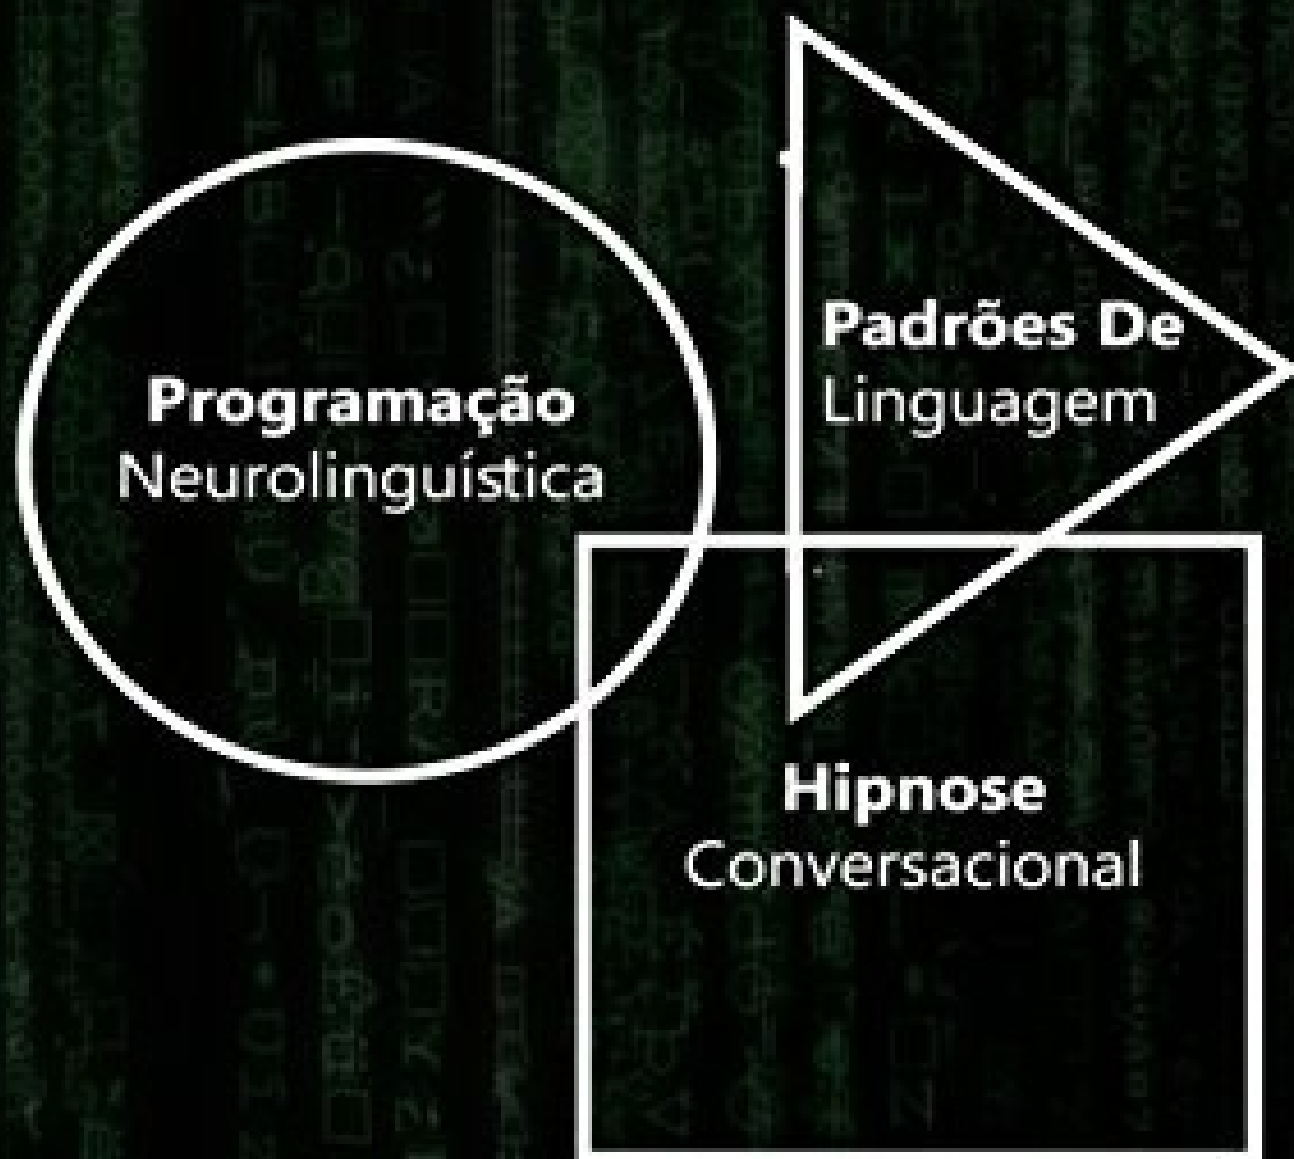 Programação
Neurolinguística
Padrões De
Linguagem
Hipnose
Conversacional